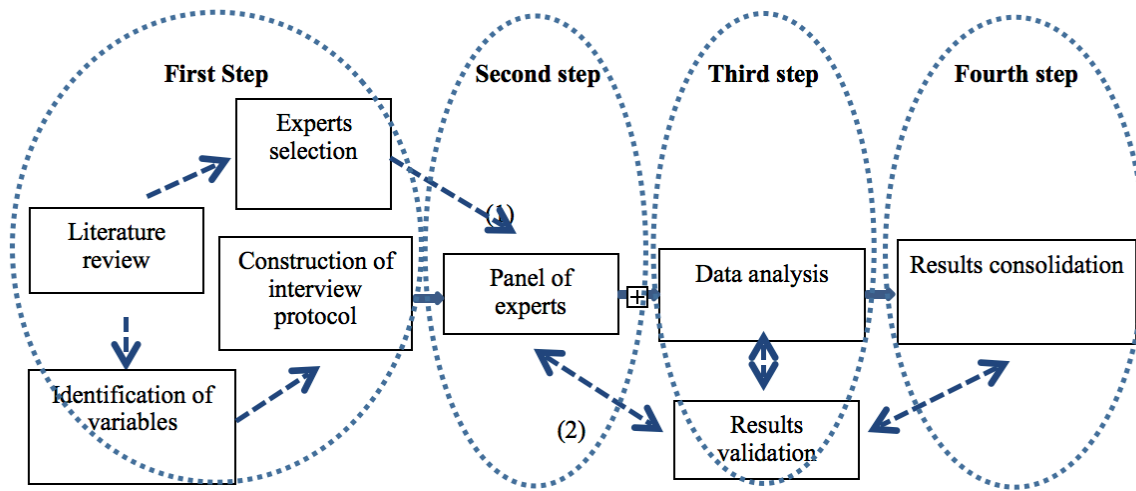 First Step
Second step
Third step
Fourth step
Experts
selection
(1)
Literature
review
Construction of
interview
protocol
Panel of
experts
Data analysis
Results consolidation
Identification of
variables
(2)
Results
validation